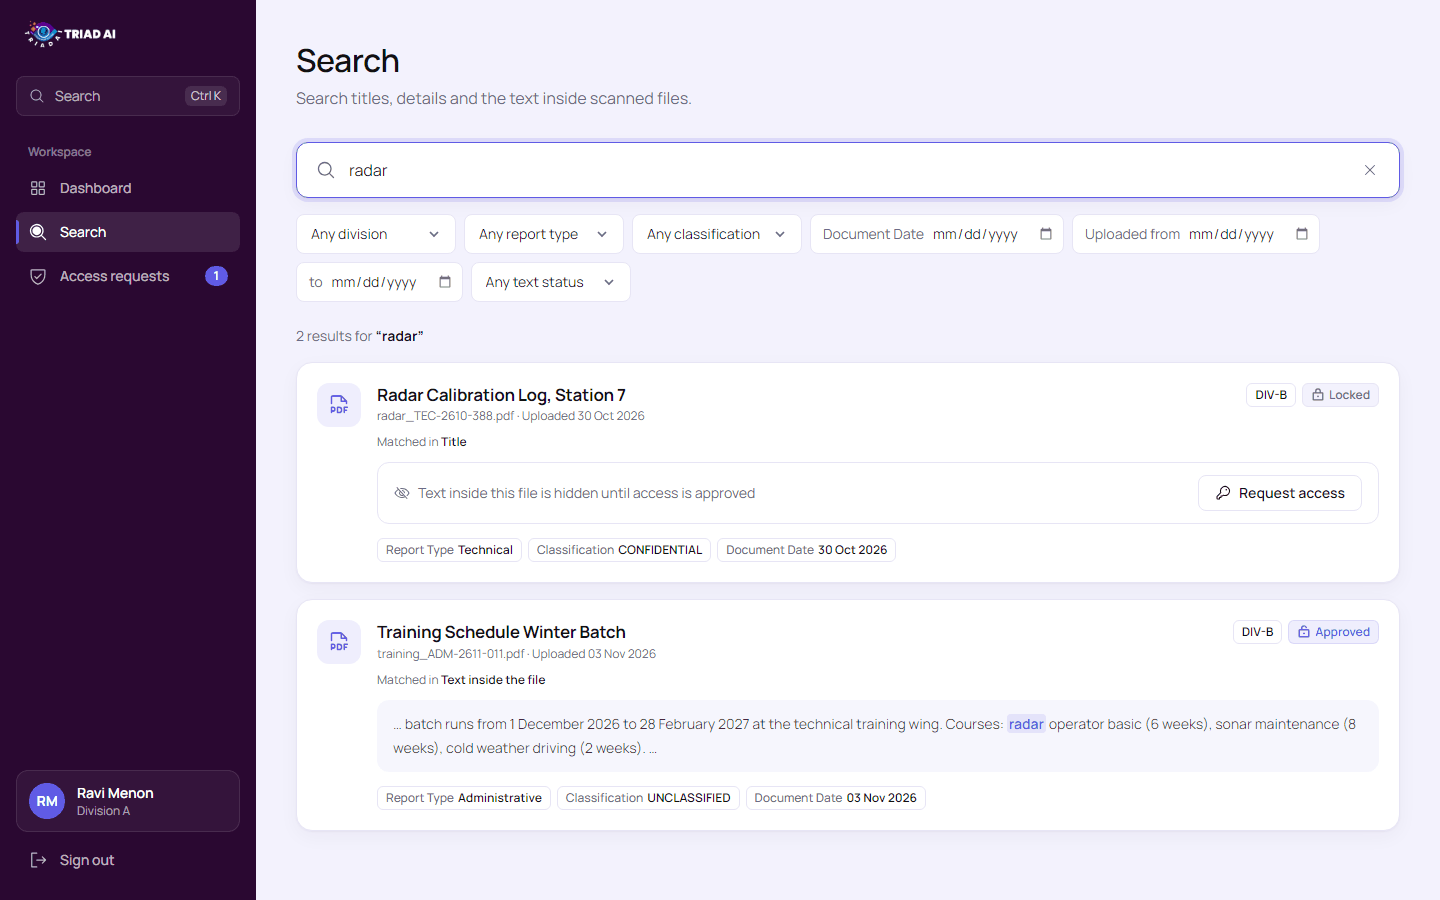 TRIADA
TRIAD AI
Search
Ctrl K
Workspace
Dashboard
Search
Access requests
1
RM
Ravi Menon
Division A
Sign out
Search
Search titles, details and the text inside scanned files.
radar
Any division
Any report type
Any classification
Document Date mm/dd/yyyy
Uploaded from mm/dd/yyyy
to mm/dd/yyyy
Any text status
2 results for “radar”
PDF
Radar Calibration Log, Station 7
DIV-B
Locked
radar_TEC-2610-388.pdf · Uploaded 30 Oct 2026
Matched in Title
Text inside this file is hidden until access is approved
Request access
Report Type Technical
Classification CONFIDENTIAL
Document Date 30 Oct 2026
PDF
Training Schedule Winter Batch
DIV-B
Approved
training_ADM-2611-011.pdf · Uploaded 03 Nov 2026
Matched in Text inside the file
... batch runs from 1 December 2026 to 28 February 2027 at the technical training wing. Courses: radar operator basic (6 weeks), sonar maintenance (8
weeks), cold weather driving (2 weeks). ...
Report Type Administrative
Classification UNCLASSIFIED
Document Date 03 Nov 2026